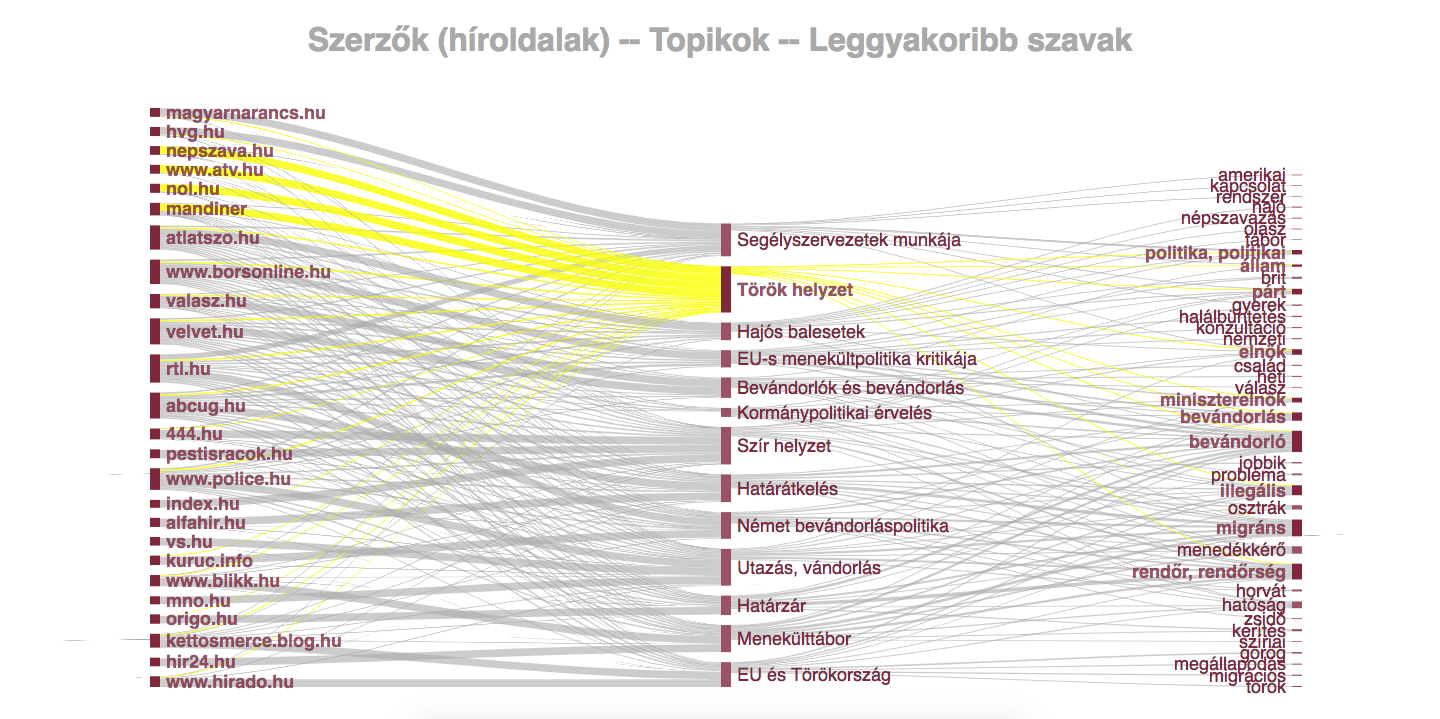 Szerzők (híroldalak) -- Topikok -- Leggyakoribb szavak
magyarnarancs.hu
hvg.hu
nepszava.hu
www.atv.hu
nol.hu
mandiner
atlatszo.hu
www.borsonline.hu
valasz.hu
velvet.hu
rtl.hu
abcug.hu
444.hu
pestisracok.hu
www.police.hu
index.hu
alfahir.hu
vs.hu
kuruc.info
www.blikk.hu
mno.hu
origo.hu
kettosmerce.blog.hu
hir24.hu
www.hirado.hu
Segélyszervezetek munkája
Török helyzet
Hajós balesetek
EU-s menekültpolitika kritikája
Bevándorlók és bevándorlás
Kormánypolitikai érvelés
Szír helyzet
Határátkelés
Német bevándorláspolitika
Utazás, vándorlás
Határzár
Menekülttábor
EU és Törökország
amerikai
kapcsolat
rendszer
háló
népszavazás
olasz
tábor
politika, politikai
állam
brit
párt
gyerek
halálbüntetés
konzultáció
nemzeti
elnök
család
heti
válasz
miniszterelnök
bevándorlás
bevándorló
jobbik
probléma
illegális
osztrák
migráns
menedékkérő
rendőr, rendőrség
horvát
hatóság
zsidó
kerítés
szíriai
görög
megállapodás
migrációs
török